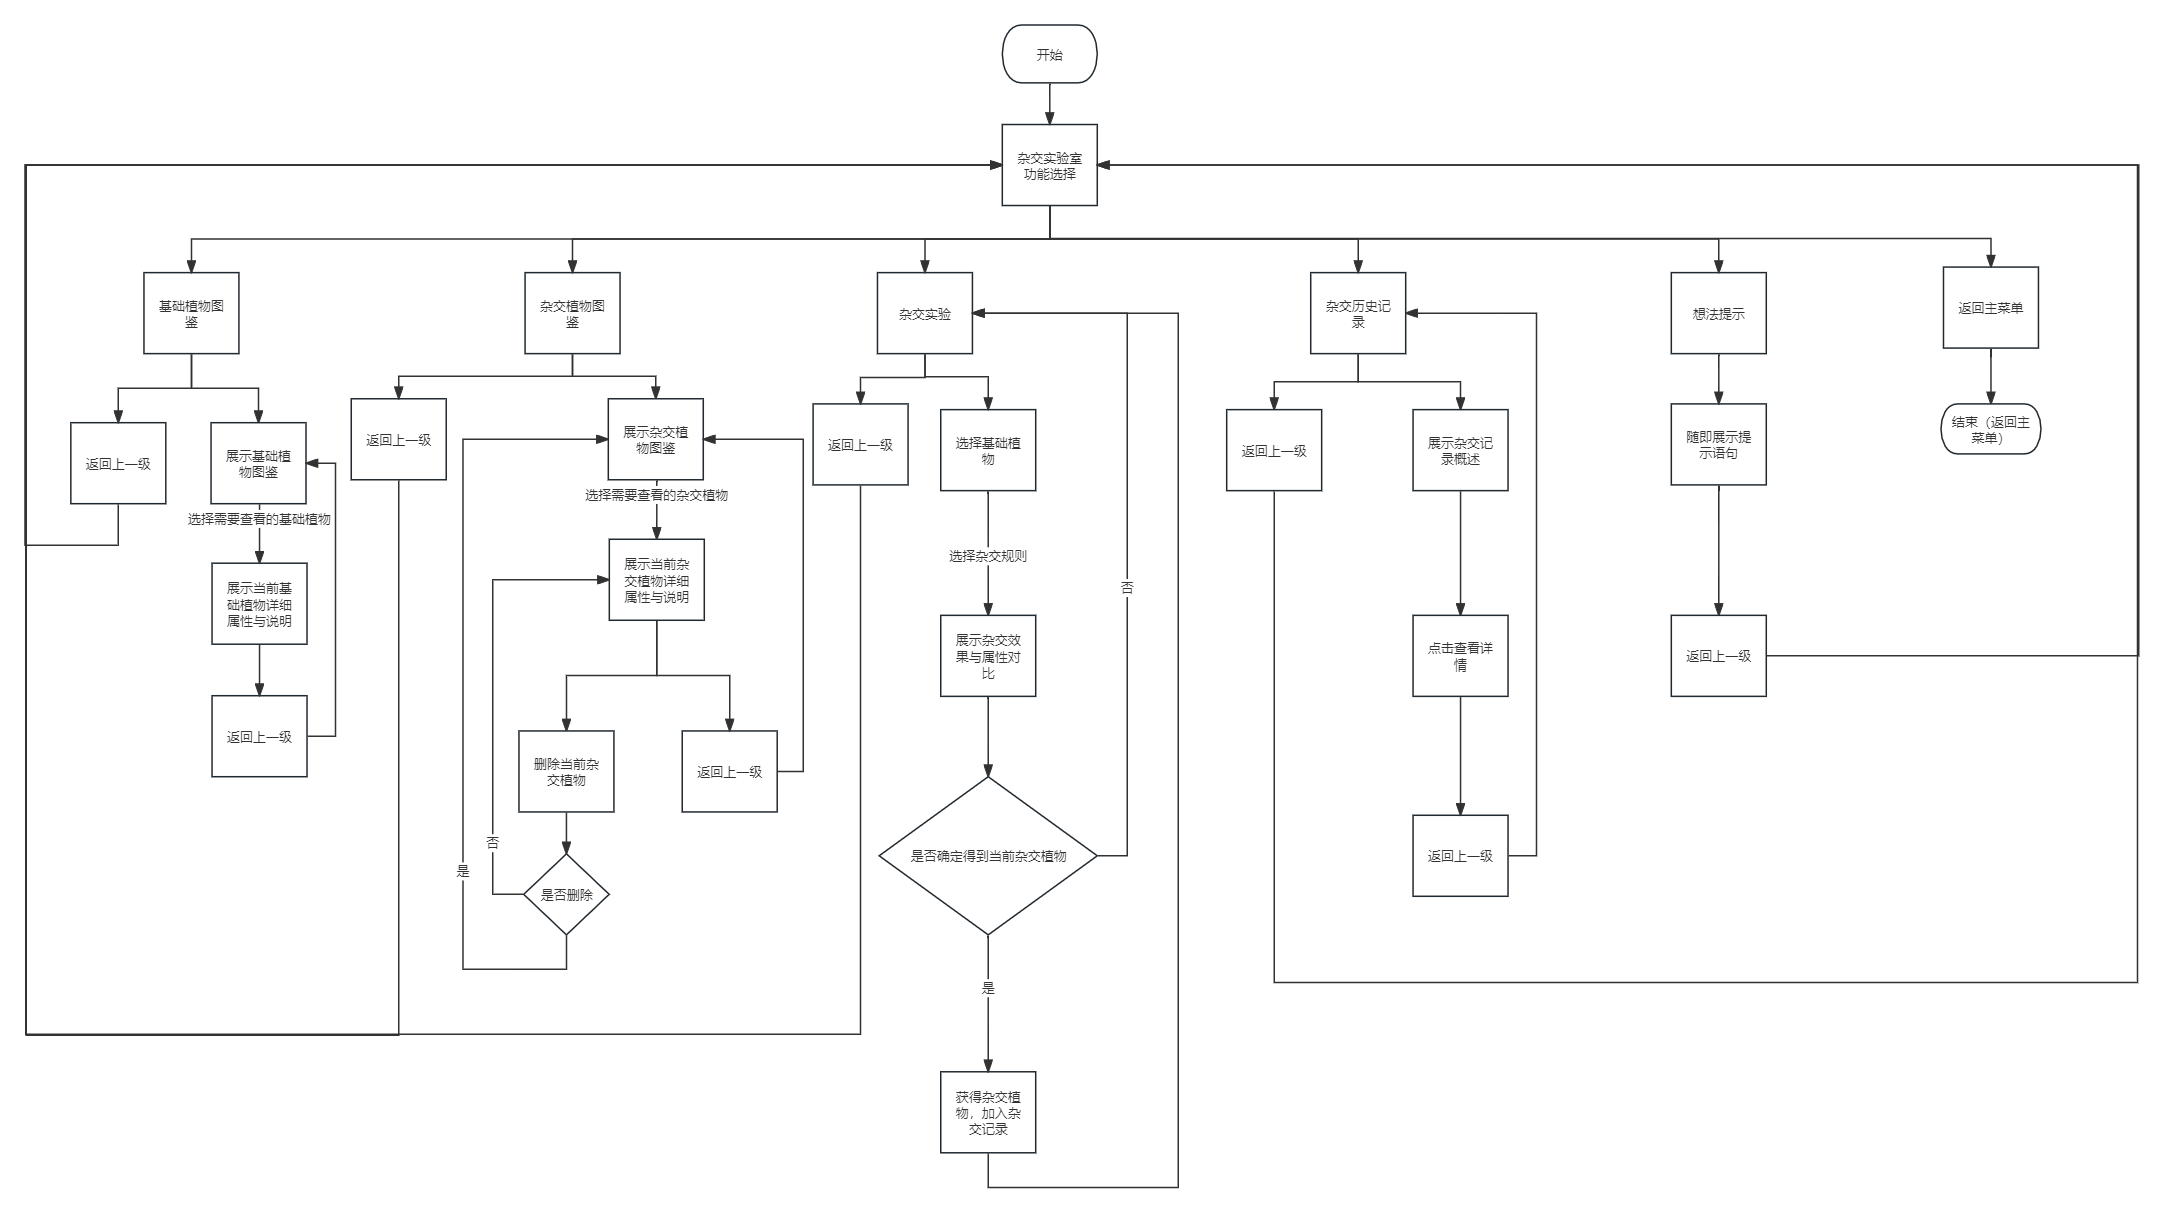 开始
杂交实验室
功能选择
基础植物图
鉴
杂交植物图
鉴
杂交实验
杂交历史记
录
想法提示
返回主菜单
返回上一级
展示基础植
物图鉴
选择需要查看的基础植物
展示当前基
础植物详细
属性与说明
返回上一级
返回上一级
展示杂交植
物图鉴
选择需要查看的杂交植物
展示当前杂
交植物详细
属性与说明
删除当前杂
交植物
返回上一级
否
是
是否删除
返回上一级
选择基础植
物
选择杂交规则
展示杂交效
果与属性对
比
否
是否确定得到当前杂交植物
是
获得杂交植
物，加入杂
交记录
返回上一级
展示杂交记
录概述
点击查看详
情
返回上一级
随即展示提
示语句
返回上一级
结束（返回主
菜单）